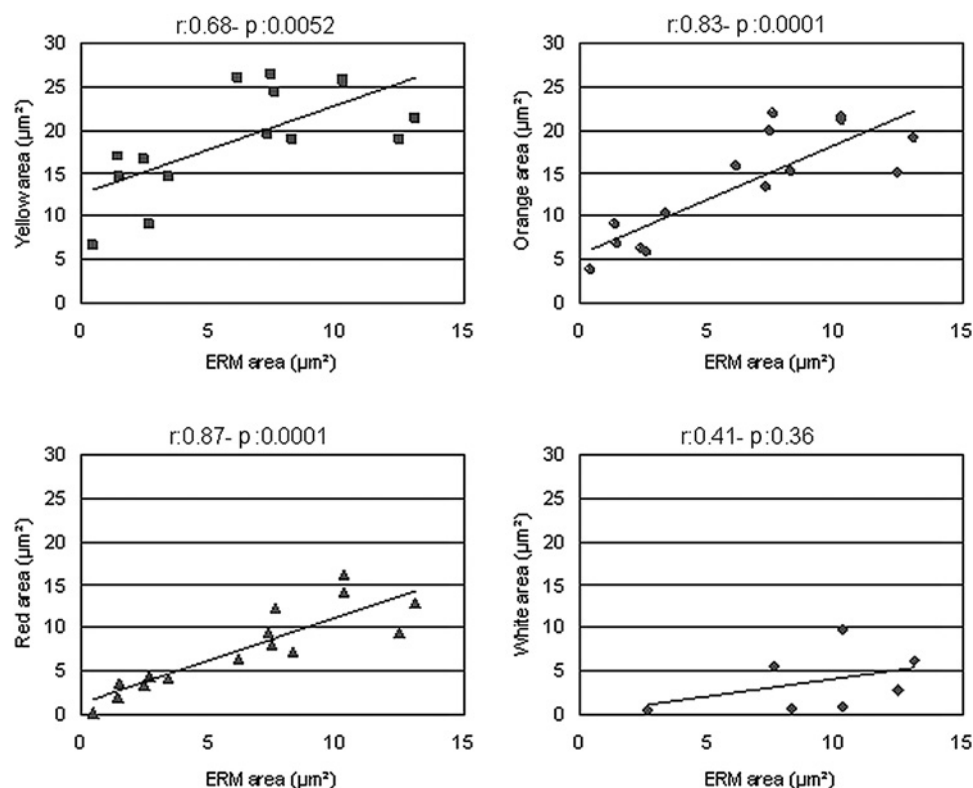 r:0.68- p:0.0052
30
25
20
15
10
5
0
Yellow area (µm²)
0 5 10 15
ERM area (µm²)
r:0.83- p:0.0001
30
25
20
15
10
5
0
Orange area (µm²)
0 5 10 15
ERM area (µm²)
r:0.87- p:0.0001
30
25
20
15
10
5
0
Red area (µm²)
0 5 10 15
ERM area (µm²)
r:0.41- p:0.36
30
25
20
15
10
5
0
White area (µm²)
0 5 10 15
ERM area (µm²)